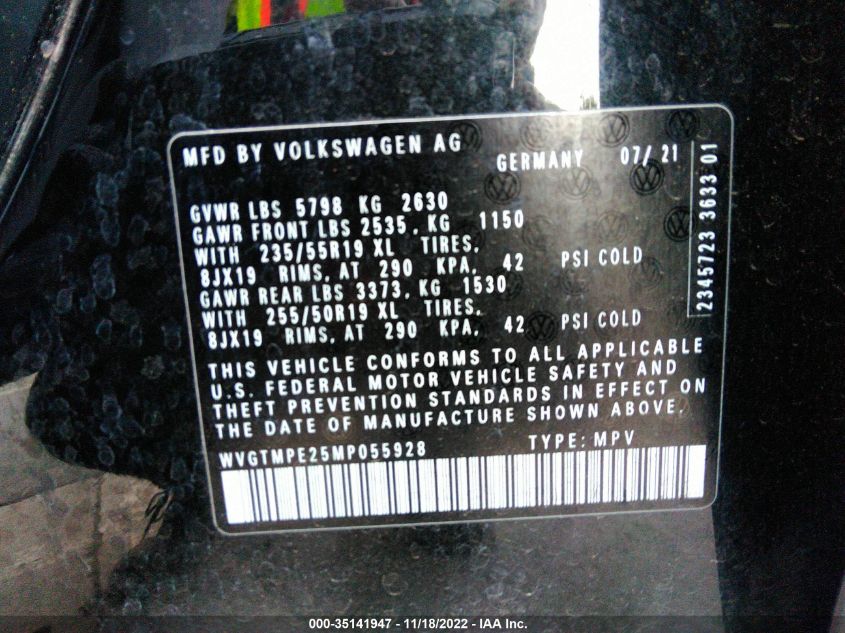 MFD BY VOLKSWAGEN AG GERMANY 07/ 21
GVWR LBS 5798 KG 2630
GAWR FRONT LBS 2535, KG 1150
WITH 235/55R19 XL TIRES,
8JX19 RIMS, AT 290 KPA, 42 PSI COLD
GAWR REAR LBS 3373, KG 1530
WITH 255/50R19 XL TIRES,
8JX19 RIMS, AT 290 KPA, 42 PSI COLD
THIS VEHICLE CONFORMS TO ALL APPLICABLE
U.S. FEDERAL MOTOR VEHICLE SAFETY AND
THEFT PREVENTION STANDARDS IN EFFECT ON
THE DATE OF MANUFACTURE SHOWN ABOVE.
WVGTMPE25MP055928 TYPE: MPV
2345723 3633 01
000-35141947 - 11/18/2022 - IAA Inc.